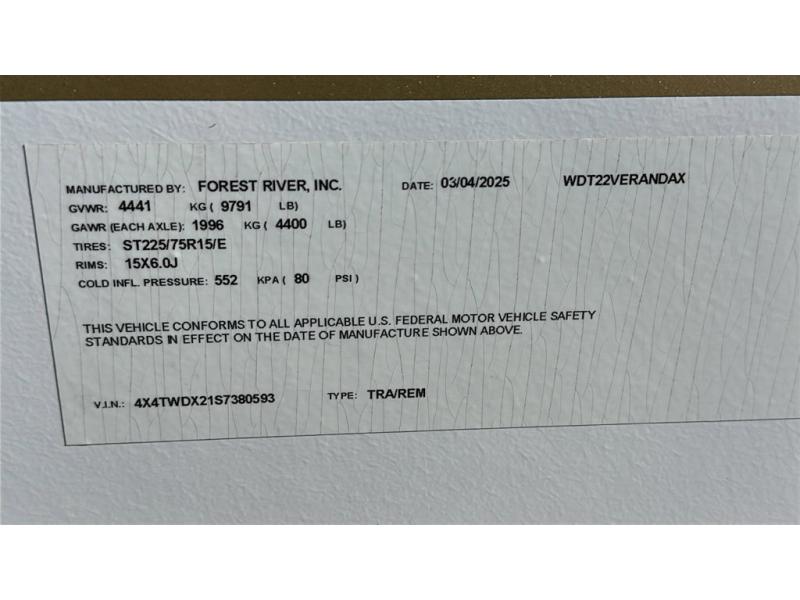 MANUFACTURED BY: FOREST RIVER, INC. DATE: 03/04/2025 WDT22VERANDAX
GVWR: 4441 KG ( 9791 LB)
GAWR (EACH AXLE): 1996 KG ( 4400 LB)
TIRES: ST225/75R15/E
RIMS: 15X6.0J
COLD INFL. PRESSURE: 552 KPA ( 80 PSI )
THIS VEHICLE CONFORMS TO ALL APPLICABLE U.S. FEDERAL MOTOR VEHICLE SAFETY
STANDARDS IN EFFECT ON THE DATE OF MANUFACTURE SHOWN ABOVE.
V.I.N.: 4X4TWDX21S7380593 TYPE: TRA/REM